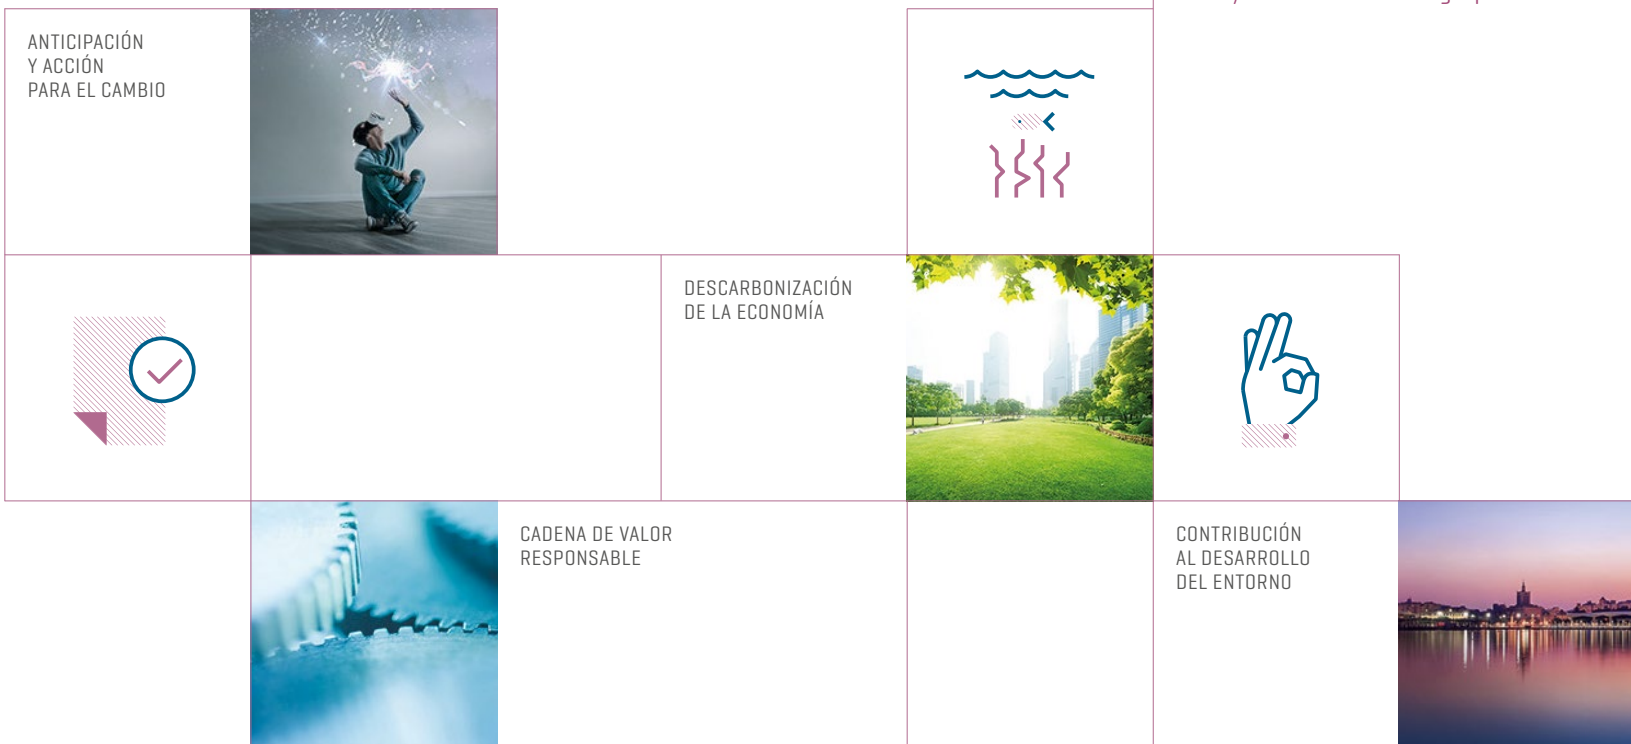 ANTICIPACIÓN
Y ACCIÓN
PARA EL CAMBIO
DESCARBONIZACIÓN
DE LA ECONOMÍA
CADENA DE VALOR
RESPONSABLE
CONTRIBUCIÓN
AL DESARROLLO
DEL ENTORNO